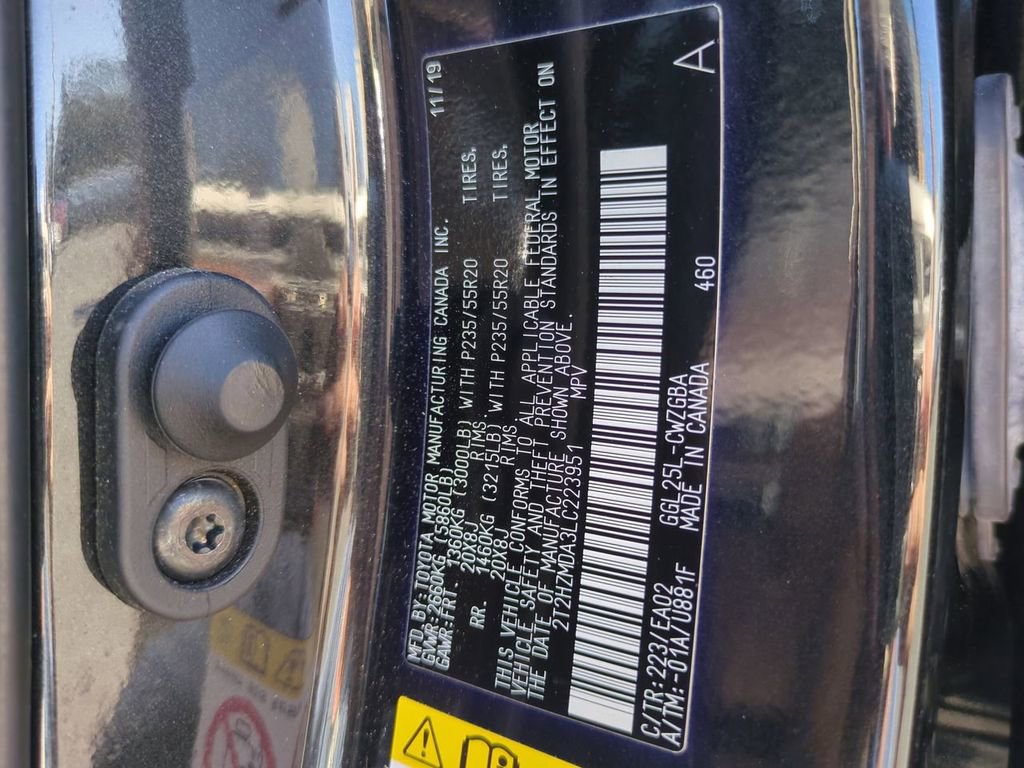 MFD.BY:TOYOTA MOTOR MANUFACTURING CANADA INC. 11/19
GVWR:2660KG (5860LB)
GAWR:FRT 1360KG (3000LB) WITH P235/55R20 TIRES,
20X8J RIMS
RR 1460KG (3215LB) WITH P235/55R20 TIRES,
20X8J RIMS
THIS VEHICLE CONFORMS TO ALL APPLICABLE FEDERAL MOTOR
VEHICLE SAFETY AND THEFT PREVENTION STANDARDS IN EFFECT ON
THE DATE OF MANUFACTURE SHOWN ABOVE.
2T2HZMDA3LC223951 MPV
C/TR:223/EA02 GGL25L-CWZGBA 460
A/TM:-01A/U881F MADE IN CANADA A